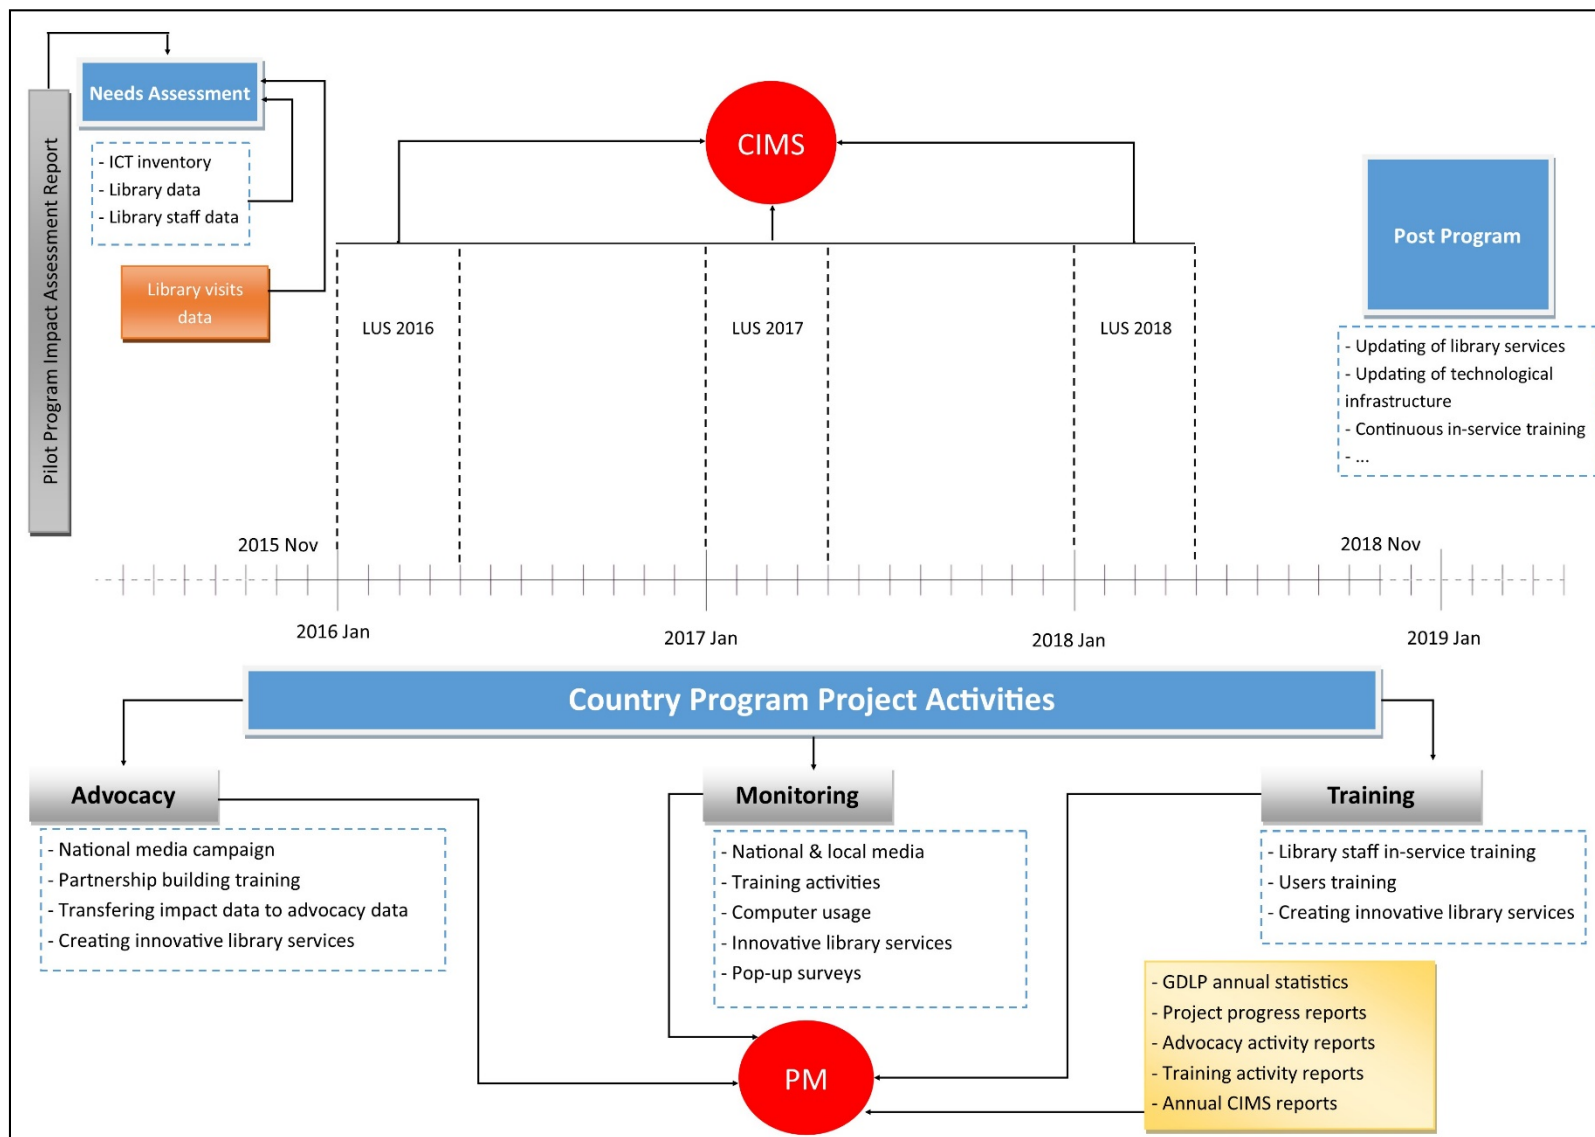 Pilot Program Impact Assessment Report
Needs Assessment
- ICT inventory
- Library data
- Library staff data
Library visits
data
CIMS
LUS 2016
LUS 2017
LUS 2018
Post Program
- Updating of library services
- Updating of technological
infrastructure
- Continuous in-service training
- ...
2015 Nov
2018 Nov
2016 Jan
2017 Jan
2018 Jan
2019 Jan
Country Program Project Activities
Advocacy
- National media campaign
- Partnership building training
- Transfering impact data to advocacy data
- Creating innovative library services
Monitoring
- National & local media
- Training activities
- Computer usage
- Innovative library services
- Pop-up surveys
Training
- Library staff in-service training
- Users training
- Creating innovative library services
- GDLP annual statistics
- Project progress reports
- Advocacy activity reports
- Training activity reports
- Annual CIMS reports
PM